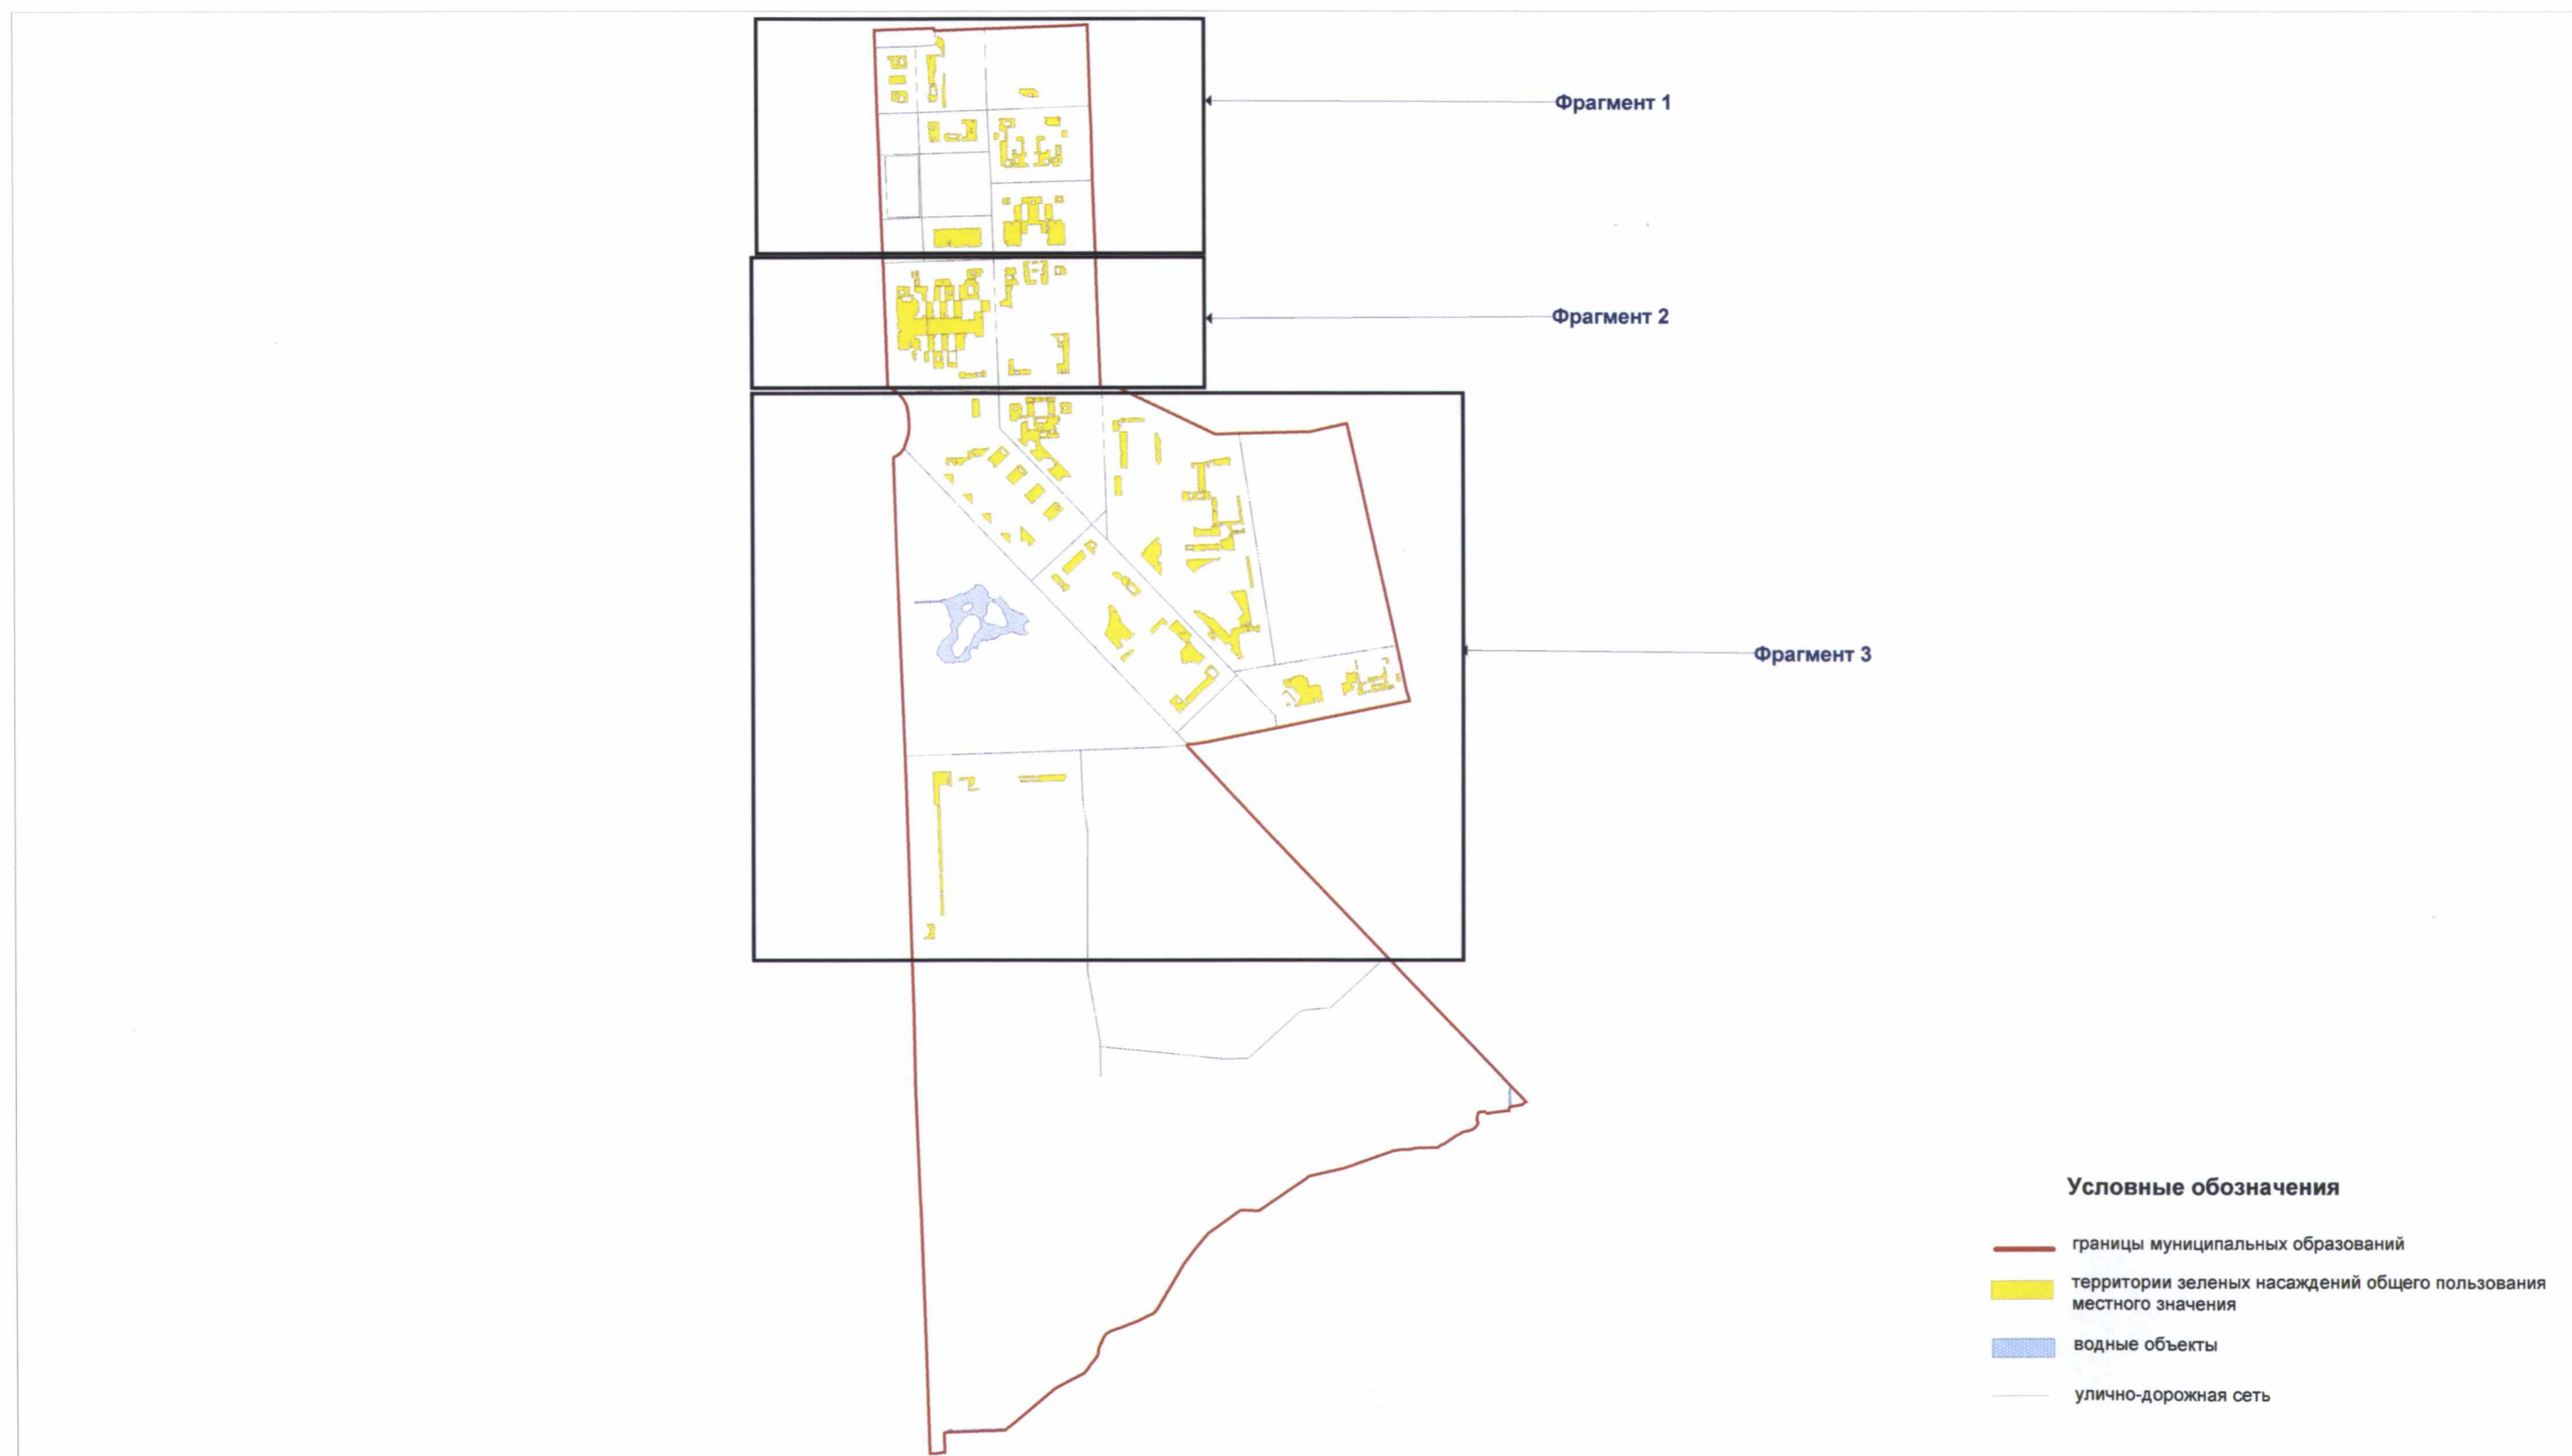 Фрагмент 1
Фрагмент 2
Фрагмент 3
Условные обозначения
границы муниципальных образований
территории зеленых насаждений общего пользования
местного значения
водные объекты
улично-дорожная сеть